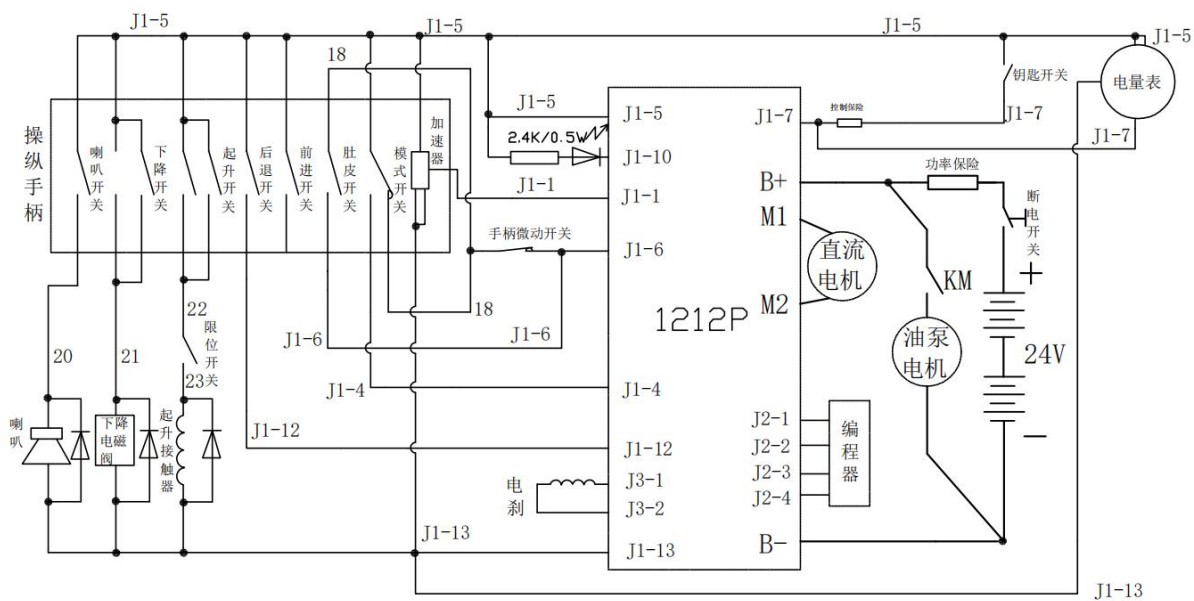 J1-5
J1-5
J1-5
J1-5
18
钥匙开关
电量表
J1-5
J1-5
J1-7
控制保险
J1-7
J1-7
操纵手柄
喇叭开关
下降开关
起升开关
后退开关
前进开关
肚皮开关
模式开关
加速器
2.4K/0.5W
J1-10
J1-1
J1-1
B+
功率保险
断电开关
M1
手柄微动开关
J1-6
直流电机
+
M2
KM
22
18
1212P
限位开关
J1-6
J1-6
油泵电机
24V
20
21
23
J1-4
J1-4
喇叭
下降电磁阀
起升接触器
J1-12
J1-12
J2-1
J2-2
J2-3
J2-4
编程器
—
电刹
J3-1
J3-2
J1-13
J1-13
B-
J1-13